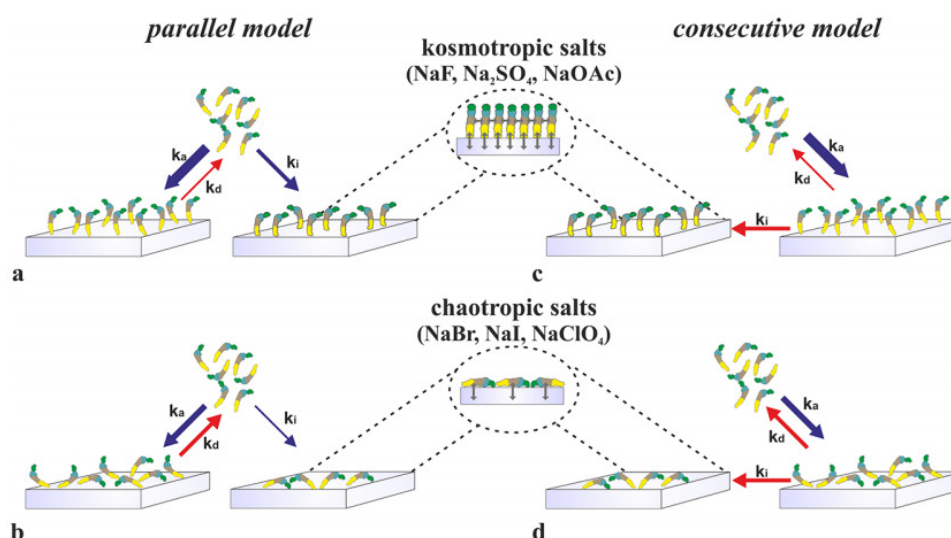 parallel model
consecutive model
kosmotropic salts
(NaF, Na₂SO₄, NaOAc)
ka
kd
ki
a
ka
kd
ki
c
chaotropic salts
(NaBr, NaI, NaClO₄)
ka
kd
ki
b
ka
kd
ki
d